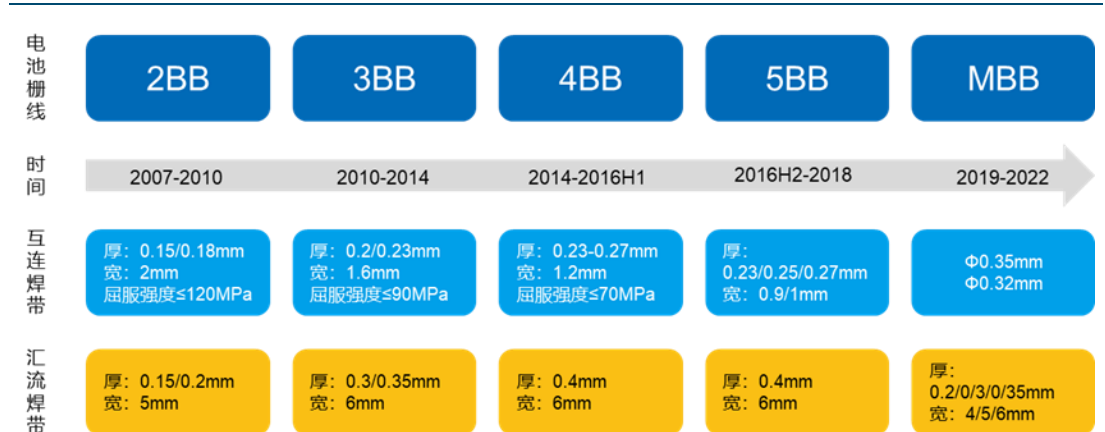 电池栅线
2BB
3BB
4BB
5BB
MBB
时间
2007-2010
2010-2014
2014-2016H1
2016H2-2018
2019-2022
互连焊带
厚：0.15/0.18mm
宽：2mm
屈服强度≤120MPa
厚：0.2/0.23mm
宽：1.6mm
屈服强度≤90MPa
厚：0.23-0.27mm
宽：1.2mm
屈服强度≤70MPa
厚：
0.23/0.25/0.27mm
宽：0.9/1mm
Φ0.35mm
Φ0.32mm
汇流焊带
厚：0.15/0.2mm
宽：5mm
厚：0.3/0.35mm
宽：6mm
厚：0.4mm
宽：6mm
厚：0.4mm
宽：6mm
厚：
0.2/0/3/0/35mm
宽：4/5/6mm